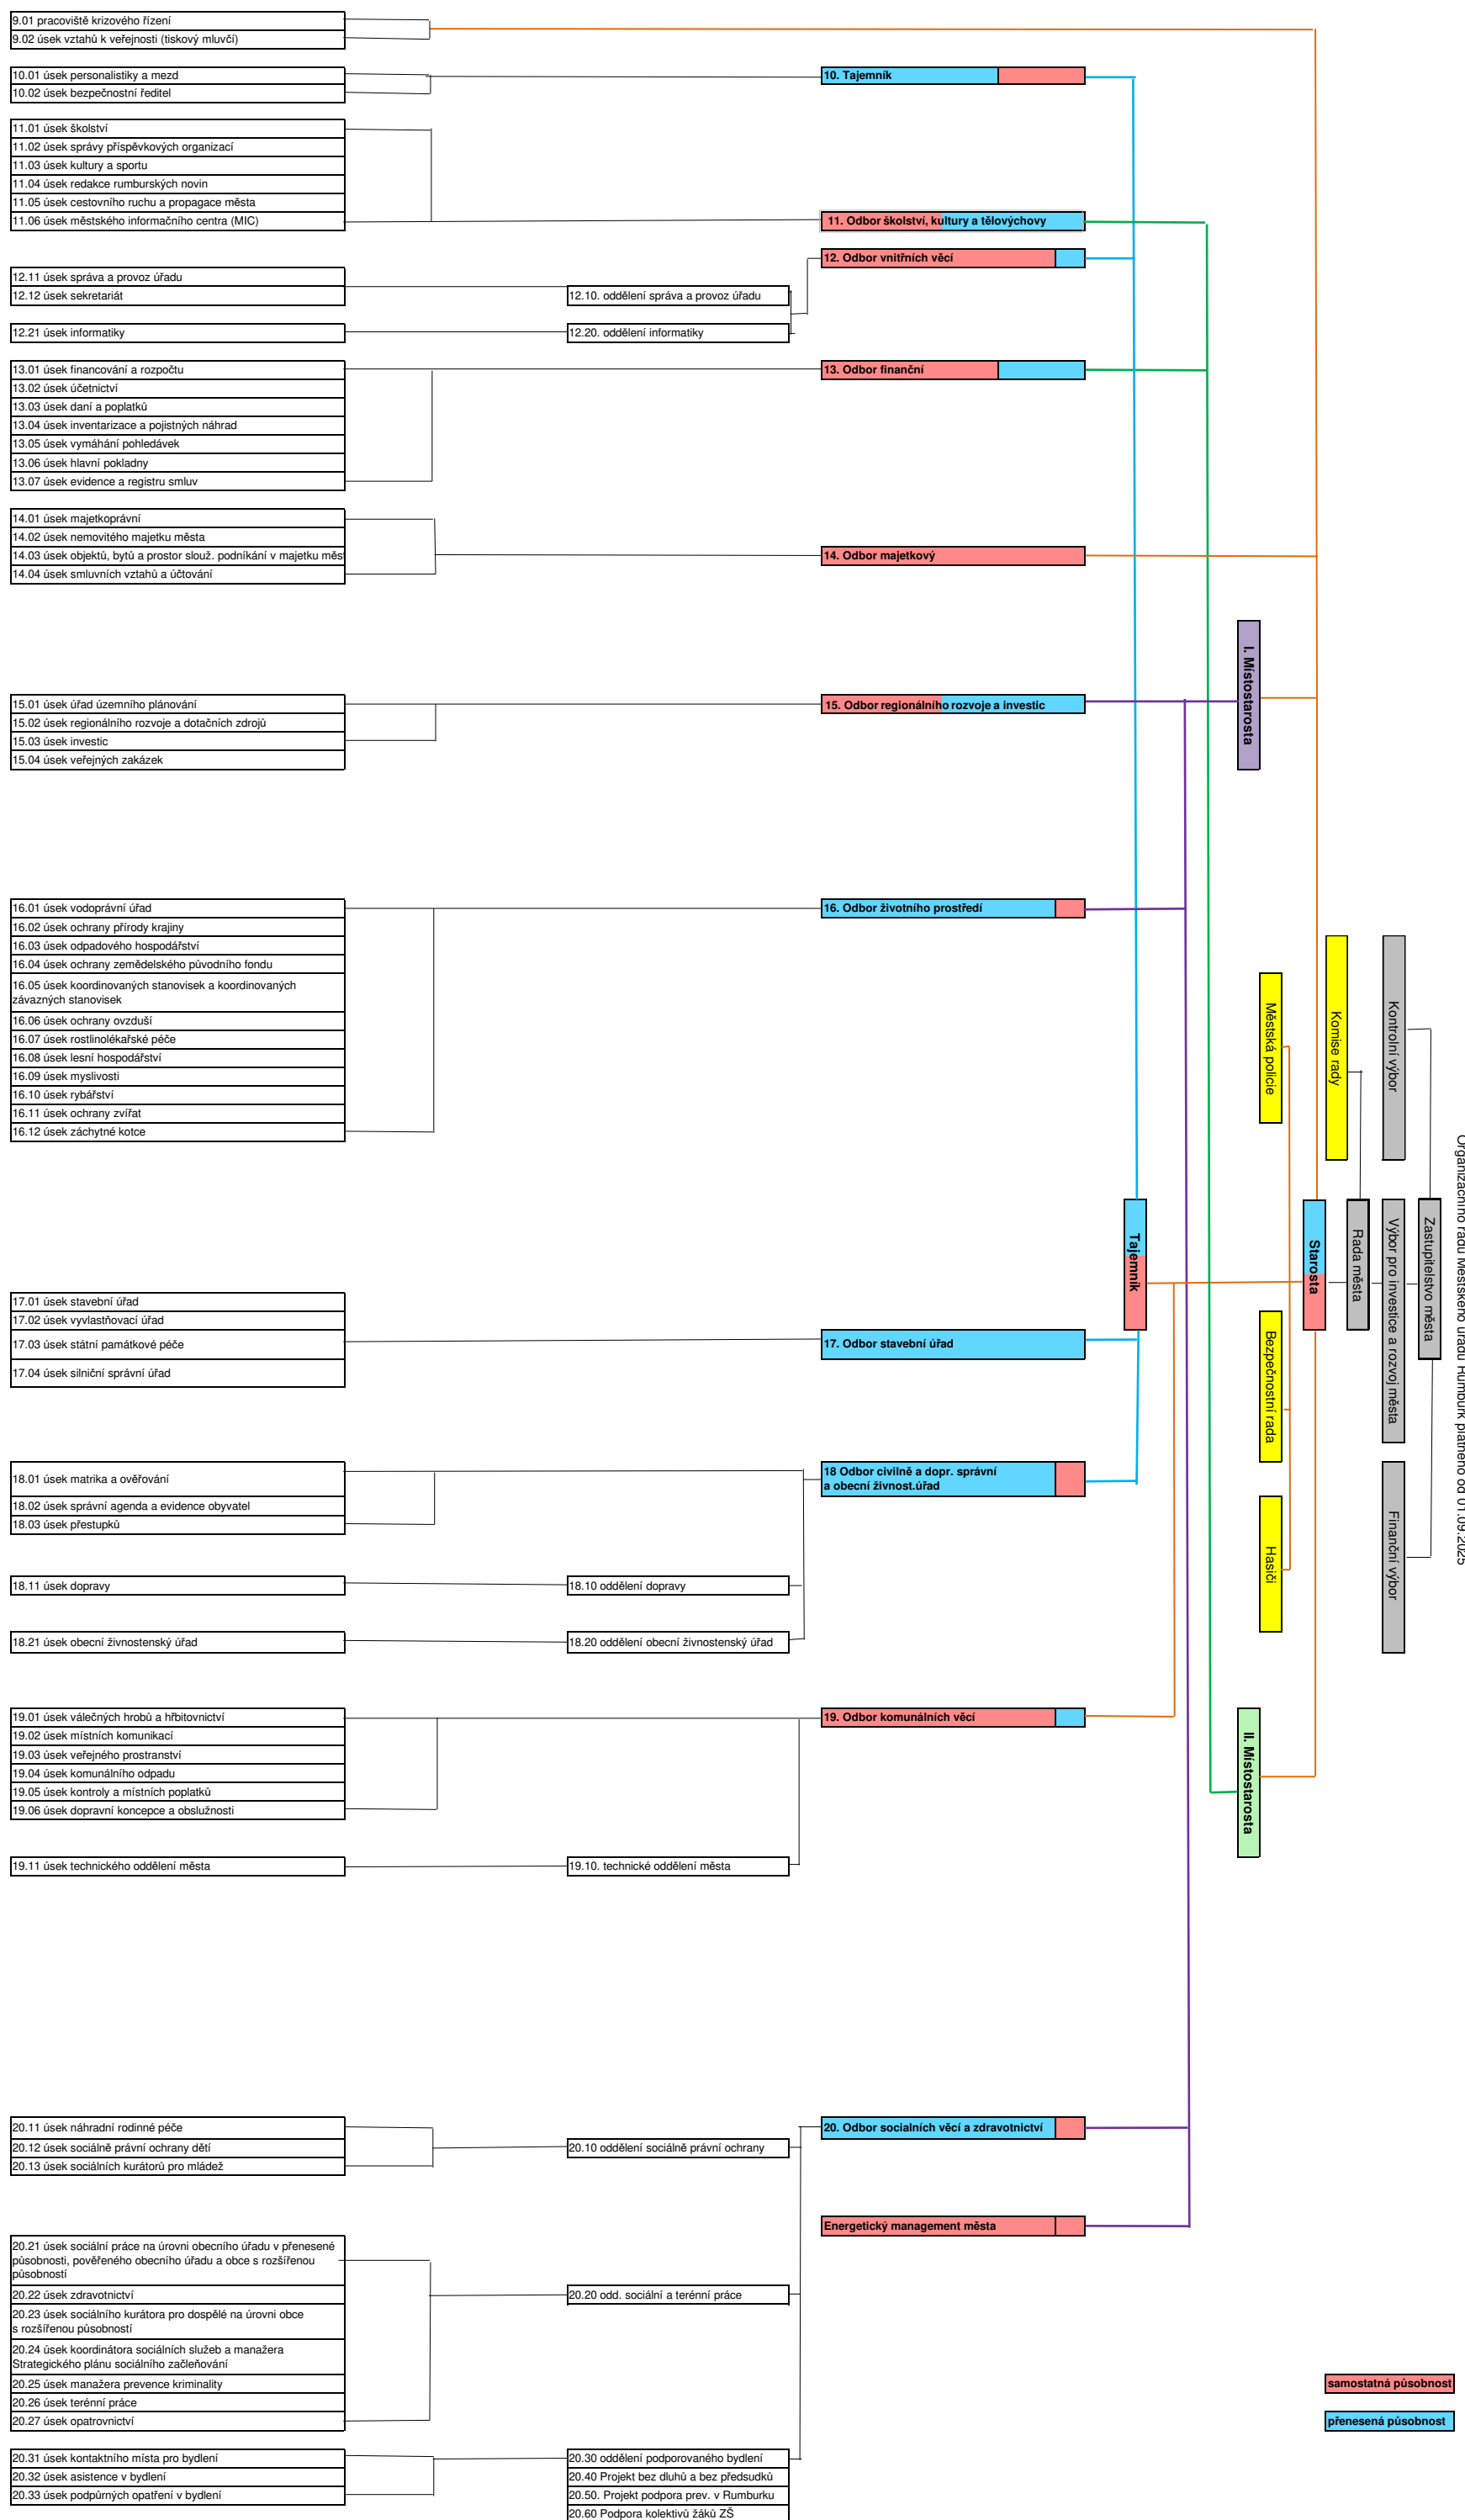 9.01 pracoviště krizového řízení
9.02 úsek vztahů k veřejnosti (tiskový mluvčí)
10.01 úsek personalistiky a mezd
10. Tajemník
10.02 úsek bezpečnostní ředitel
11.01 úsek školství
11.02 úsek správy příspěvkových organizací
11.03 úsek kultury a sportu
11.04 úsek redakce rumburských novin
11.05 úsek cestovního ruchu a propagace města
11.06 úsek městského informačního centra (MIC)
11. Odbor školství, kultury a tělovýchovy
12. Odbor vnitřních věcí
12.11 úsek správa a provoz úřadu
12.12 úsek sekretariát
12.10. oddělení správa a provoz úřadu
12.21 úsek informatiky
12.20. oddělení informatiky
13.01 úsek financování a rozpočtu
13. Odbor finanční
13.02 úsek účetnictví
13.03 úsek daní a poplatků
13.04 úsek inventarizace a pojistných náhrad
13.05 úsek vymáhání pohledávek
13.06 úsek hlavní pokladny
13.07 úsek evidence a registru smluv
14.01 úsek majetkoprávní
14.02 úsek nemovitého majetku města
14.03 úsek objektů, bytů a prostor slouž. podníkání v majetku měs
14. Odbor majetkový
14.04 úsek smluvních vztahů a účtování
I. Místostarosta
15.01 úsek úřad územního plánování
15. Odbor regionálního rozvoje a investic
15.02 úsek regionálního rozvoje a dotačních zdrojů
15.03 úsek investic
15.04 úsek veřejných zakázek
16.01 úsek vodoprávní úřad
16. Odbor životního prostředí
16.02 úsek ochrany přírody krajiny
16.03 úsek odpadového hospodářství
16.04 úsek ochrany zemědelského původního fondu
16.05 úsek koordinovaných stanovisek a koordinovaných
závazných stanovisek
16.06 úsek ochrany ovzduší
16.07 úsek rostlinolékařské péče
16.08 úsek lesní hospodářství
16.09 úsek myslivosti
16.10 úsek rybářství
16.11 úsek ochrany zvířat
16.12 úsek záchytné kotce
Městská policie
Komise rady
Kontrolní výbor
Organizačního řádu Městského úřadu Rumburk platného od 01.09.2025
Tajemník
Starosta
Rada města
Výbor pro investice a rozvoj města
Zastupitelstvo města
17.01 úsek stavební úřad
17.02 úsek vyvlastňovací úřad
17.03 úsek státní památkové péče
17. Odbor stavební úřad
17.04 úsek silniční správní úřad
Bezpečnostní rada
18.01 úsek matrika a ověřování
18 Odbor civilně a dopr. správní
a obecní živnost.úřad
18.02 úsek správní agenda a evidence obyvatel
18.03 úsek přestupků
Hasiči
Finanční výbor
18.11 úsek dopravy
18.10 oddělení dopravy
18.21 úsek obecní živnostenský úřad
18.20 oddělení obecní živnostenský úřad
19.01 úsek válečných hrobů a hřbitovnictví
19. Odbor komunálních věcí
19.02 úsek místních komunikací
19.03 úsek veřejného prostranství
19.04 úsek komunálního odpadu
19.05 úsek kontroly a místních poplatků
19.06 úsek dopravní koncepce a obslužnosti
II. Místostarosta
19.11 úsek technického oddělení města
19.10. technické oddělení města
20.11 úsek náhradní rodinné péče
20. Odbor socialních věcí a zdravotnictví
20.12 úsek sociálně právní ochrany dětí
20.10 oddělení sociálně právní ochrany
20.13 úsek sociálních kurátorů pro mládež
Energetický management města
20.21 úsek sociální práce na úrovni obecního úřadu v přenesené
působnosti, pověřeného obecního úřadu a obce s rozšířenou
působností
20.22 úsek zdravotnictví
20.20 odd. sociální a terénní práce
20.23 úsek sociálního kurátora pro dospělé na úrovni obce
s rozšířenou působností
20.24 úsek koordinátora sociálních služeb a manažera
Strategického plánu sociálního začleňování
20.25 úsek manažera prevence kriminality
20.26 úsek terénní práce
20.27 úsek opatrovnictví
samostatná působnost
přenesená působnost
20.31 úsek kontaktního místa pro bydlení
20.30 oddělení podporovaného bydlení
20.32 úsek asistence v bydlení
20.40 Projekt bez dluhů a bez předsudků
20.33 úsek podpůrných opatření v bydlení
20.50. Projekt podpora prev. v Rumburku
20.60 Podpora kolektivů žáků ZŠ